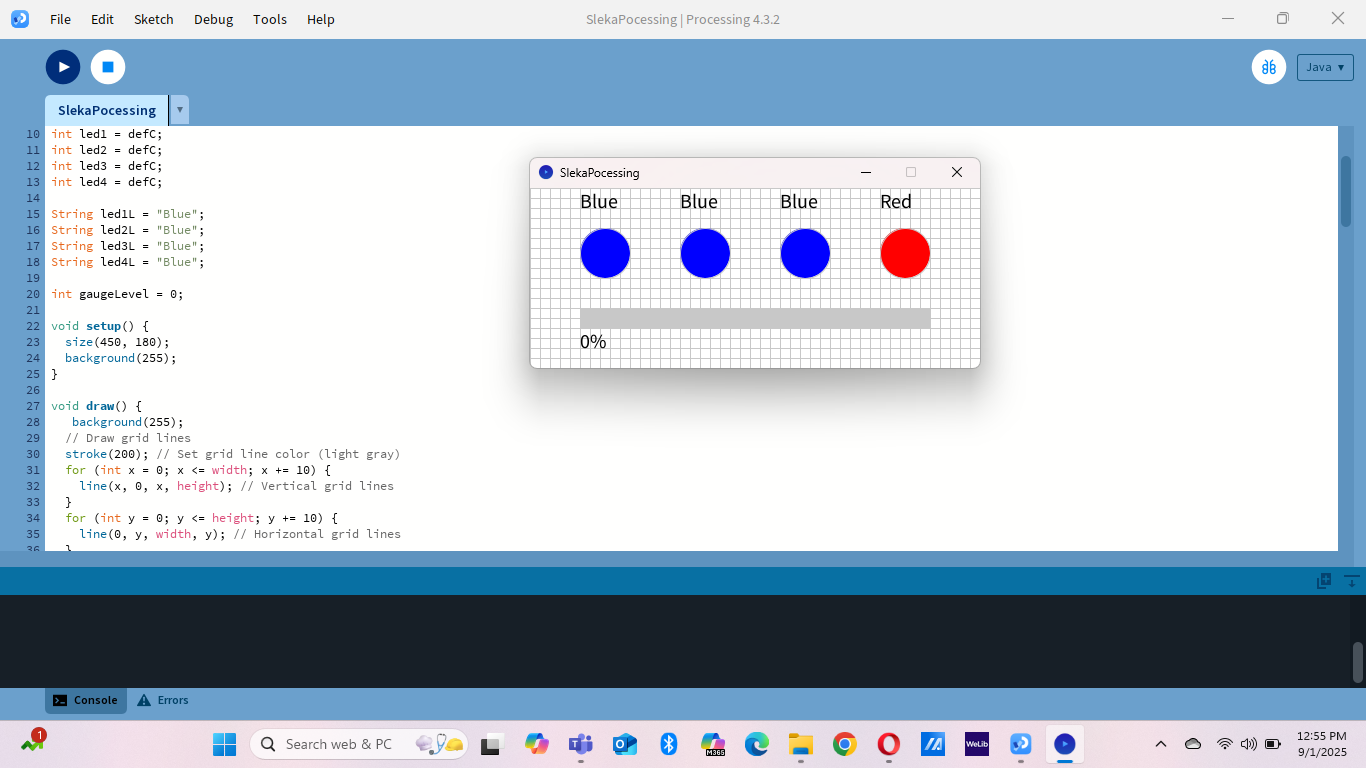 File Edit Sketch Debug Tools Help
SlekaPocessing | Processing 4.3.2
Java ▾
SlekaPocessing ▾
10 int led1 = defC;
11 int led2 = defC;
12 int led3 = defC;
13 int led4 = defC;
14
15 String led1L = "Blue";
16 String led2L = "Blue";
17 String led3L = "Blue";
18 String led4L = "Blue";
19
20 int gaugeLevel = 0;
21
22 void setup() {
23   size(450, 180);
24   background(255);
25 }
26
27 void draw() {
28    background(255);
29   // Draw grid lines
30   stroke(200); // Set grid line color (light gray)
31   for (int x = 0; x <= width; x += 10) {
32     line(x, 0, x, height); // Vertical grid lines
33   }
34   for (int y = 0; y <= height; y += 10) {
35     line(0, y, width, y); // Horizontal grid lines
36   }
SlekaPocessing
Blue Blue Blue Red
0%
Console Errors
1
Search web & PC
M365
WeLib
12:55 PM
9/1/2025